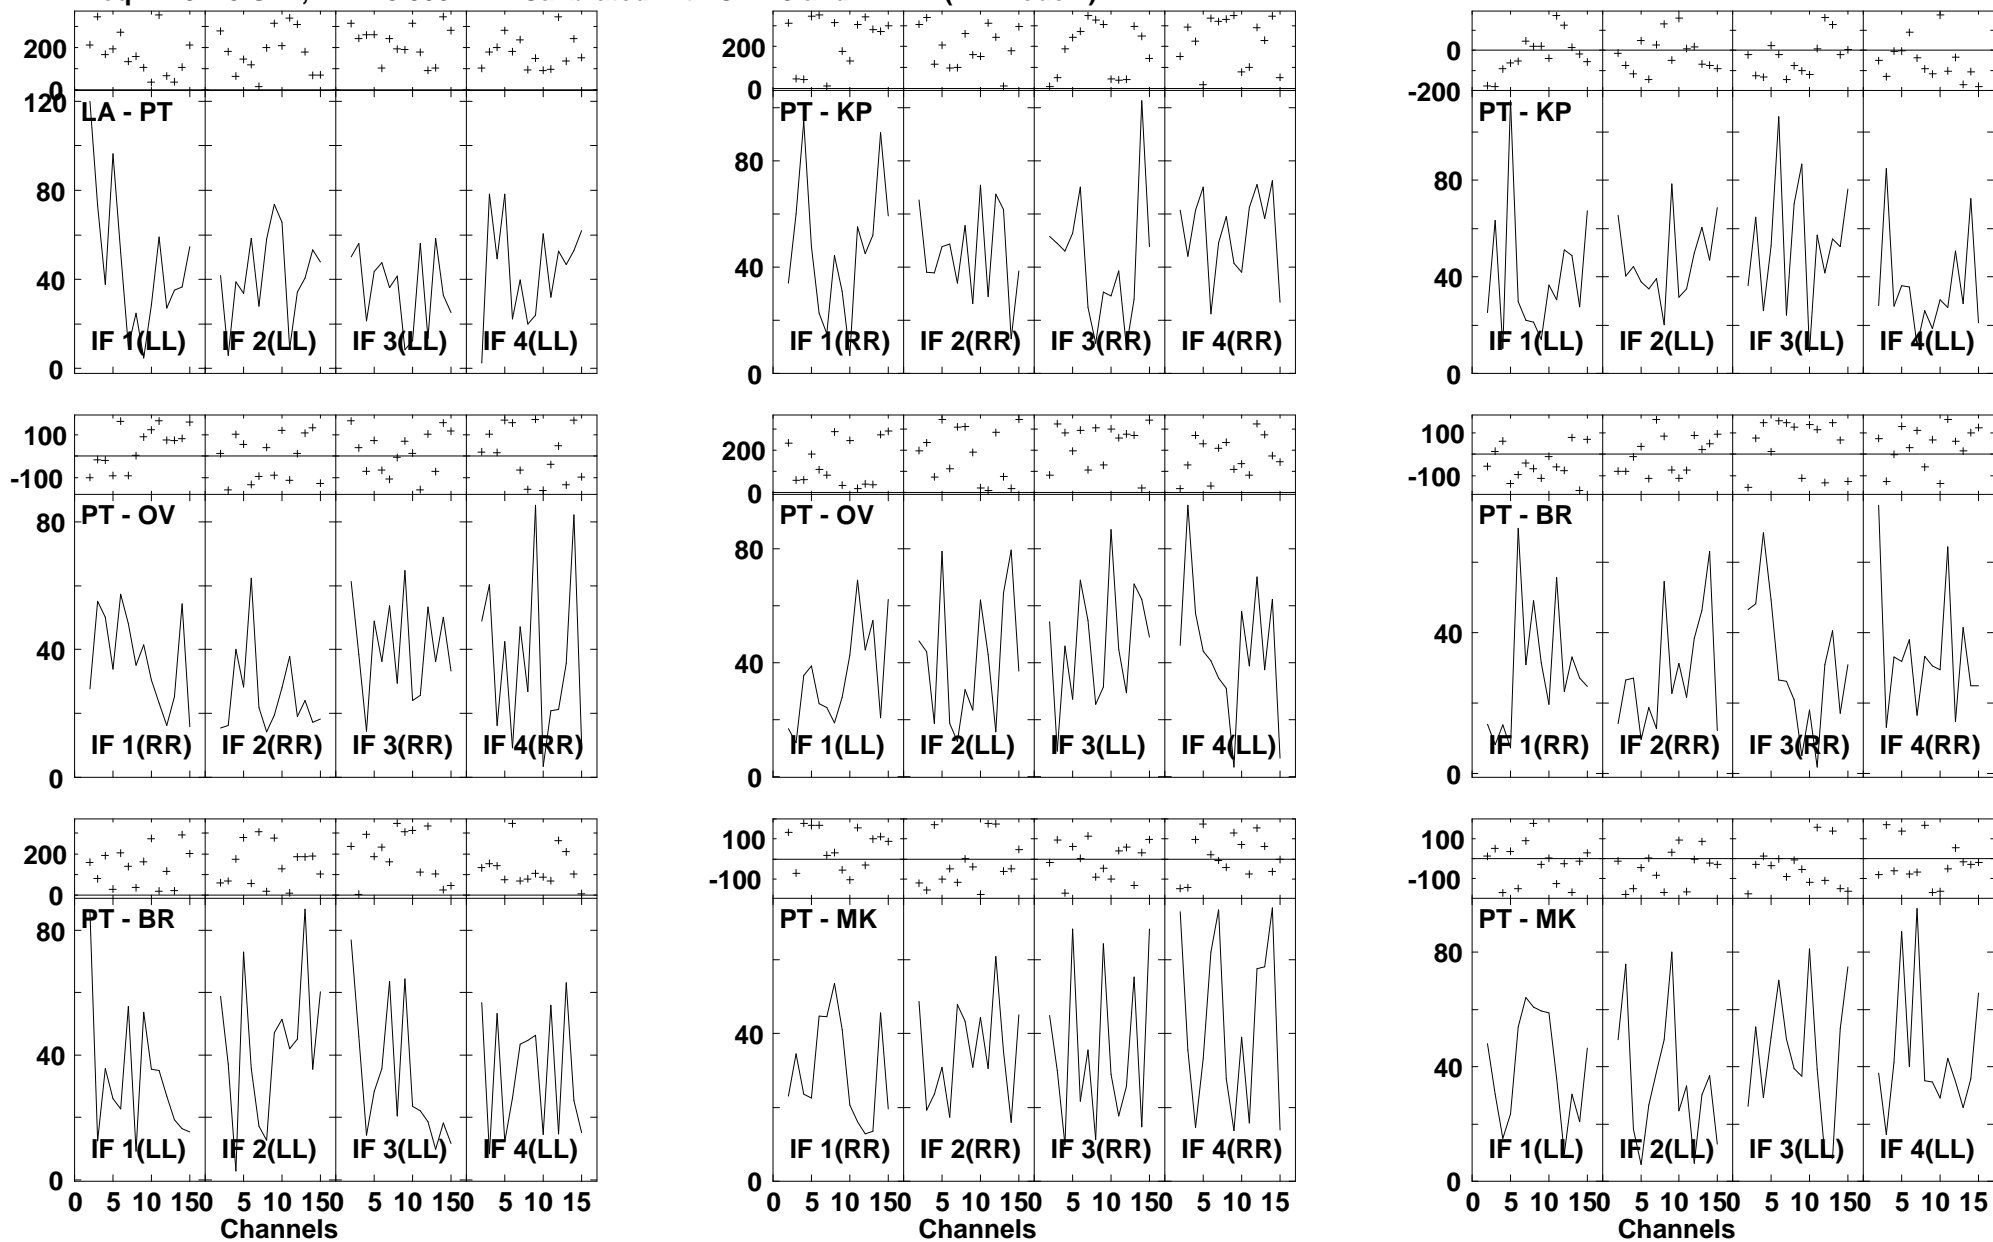 200
0
200
0
0
-200
120
80
40
0
LA - PT
IF 1(LL) IF 2(LL) IF 3(LL) IF 4(LL)
80
40
0
PT - KP
IF 1(RR) IF 2(RR) IF 3(RR) IF 4(RR)
80
40
0
PT - KP
IF 1(LL) IF 2(LL) IF 3(LL) IF 4(LL)
100
-100
200
0
100
-100
80
40
0
PT - OV
IF 1(RR) IF 2(RR) IF 3(RR) IF 4(RR)
80
40
0
PT - OV
IF 1(LL) IF 2(LL) IF 3(LL) IF 4(LL)
40
0
PT - BR
IF 1(RR) IF 2(RR) IF 3(RR) IF 4(RR)
200
0
100
-100
100
-100
80
40
0
PT - BR
IF 1(LL) IF 2(LL) IF 3(LL) IF 4(LL)
40
0
PT - MK
IF 1(RR) IF 2(RR) IF 3(RR) IF 4(RR)
80
40
0
PT - MK
IF 1(LL) IF 2(LL) IF 3(LL) IF 4(LL)
0 5 10 150 5 10 150 5 10 150 5 10 15
Channels
0 5 10 150 5 10 150 5 10 150 5 10 15
Channels
0 5 10 150 5 10 150 5 10 150 5 10 15
Channels